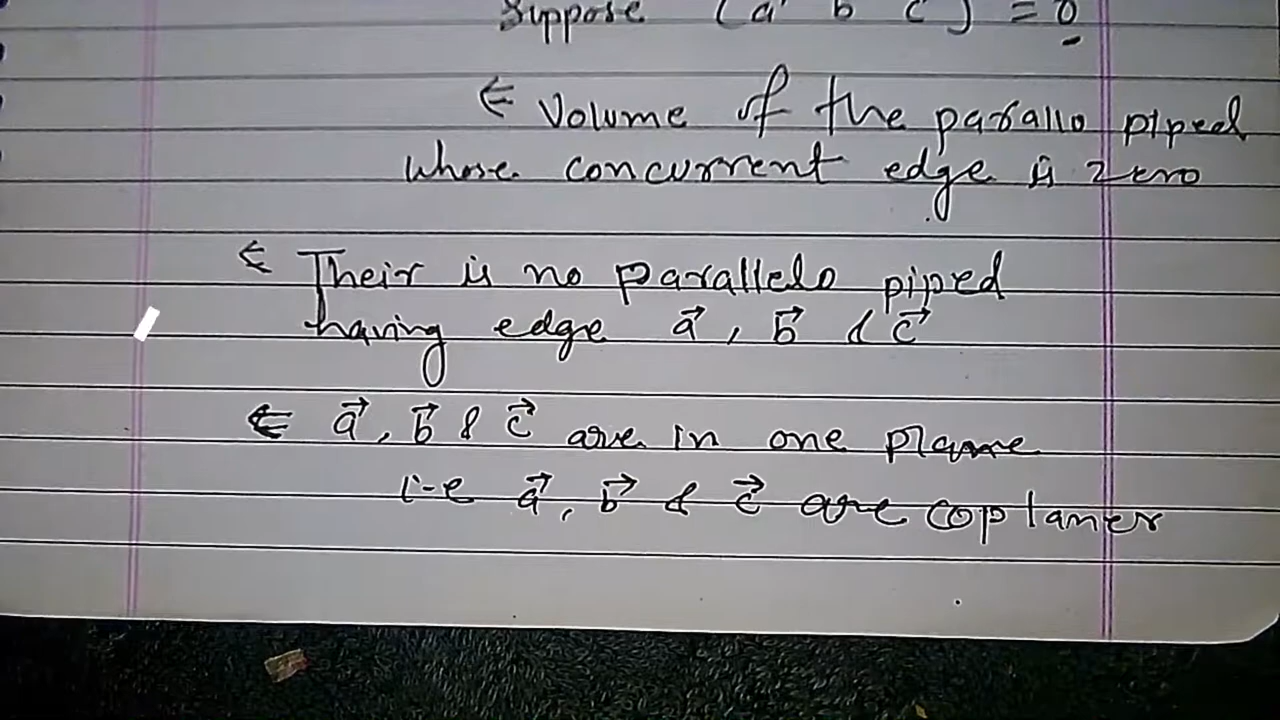 Suppose (a b c) = 0
⇐ Volume of the parallo piped
whose concurrent edge is zero
⇐ Their is no parallelo piped
having edge a⃗, b⃗ & c⃗
⇐ a⃗, b⃗ & c⃗ are in one plane
i-e a⃗, b⃗ & c⃗ are coplaner